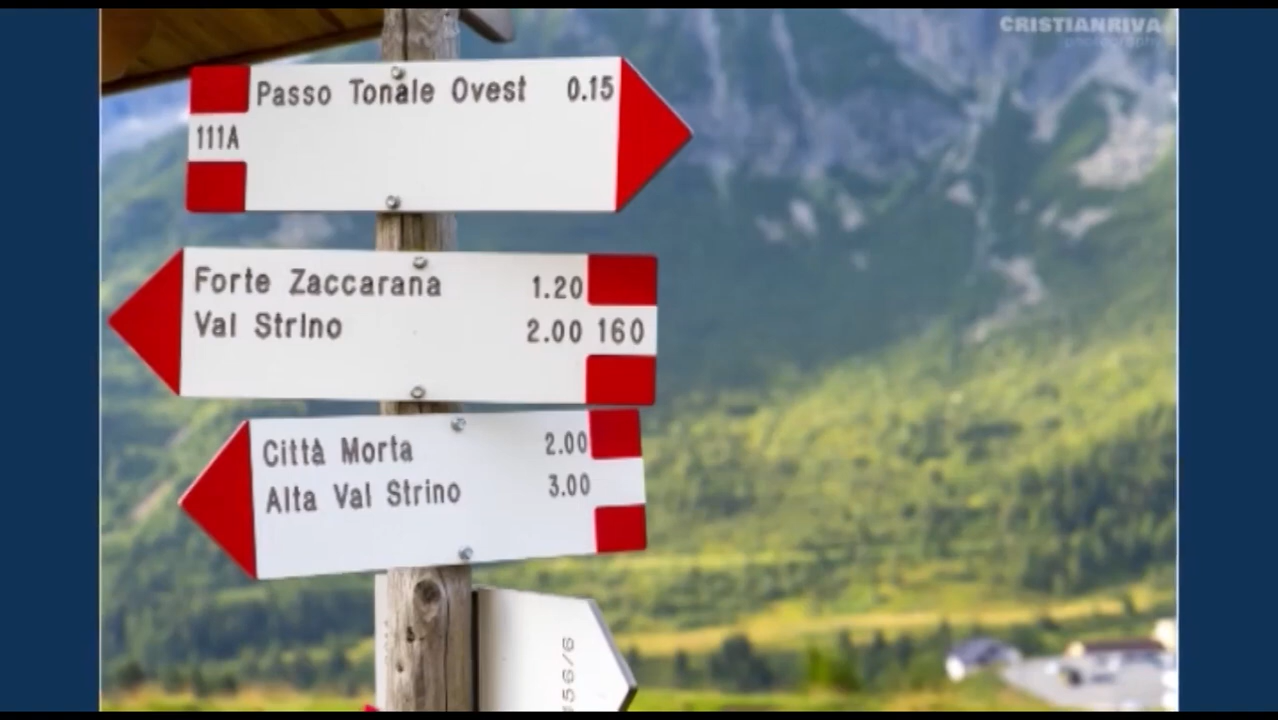 CRISTIANRIVA
photography
Passo Tonale Ovest 0.15
111A
Forte Zaccarana 1.20
Val Strino 2.00 160
Città Morta 2.00
Alta Val Strino 3.00